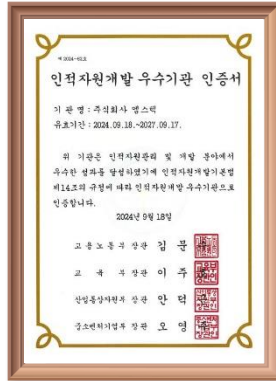 인적자원개발 우수기관 인증서
기 관 명 : 주식회사 멤스텍
유효기간 : 2024.09.18.~2027.09.17.
위 기관은 인적자원관리 및 개발 분야에서
우수한 성과를 달성하였기에 인적자원개발기본법
제14조의 규정에 따라 인적자원개발 우수기관으로
인증합니다.
2024년 9월 18일
고용노동부 장관 김 문
교 육 부 장관 이 주
산업통상자원부 장관 안 덕
중소벤처기업부 장관 오 영